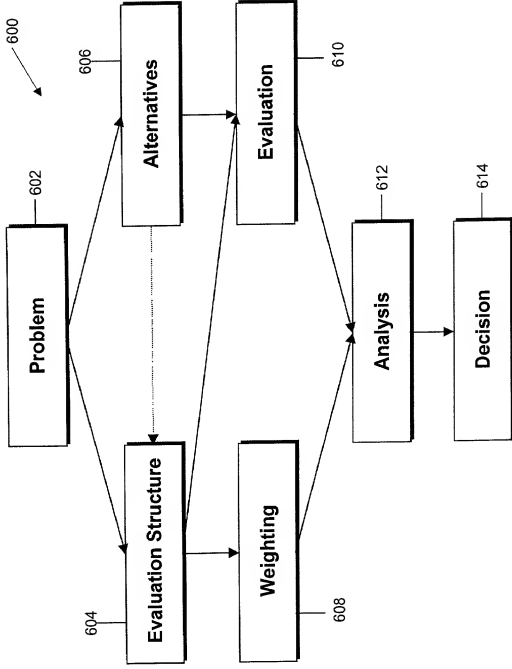 600
Problem
602
Evaluation Structure
604
Alternatives
606
Weighting
608
Evaluation
610
Analysis
612
Decision
614